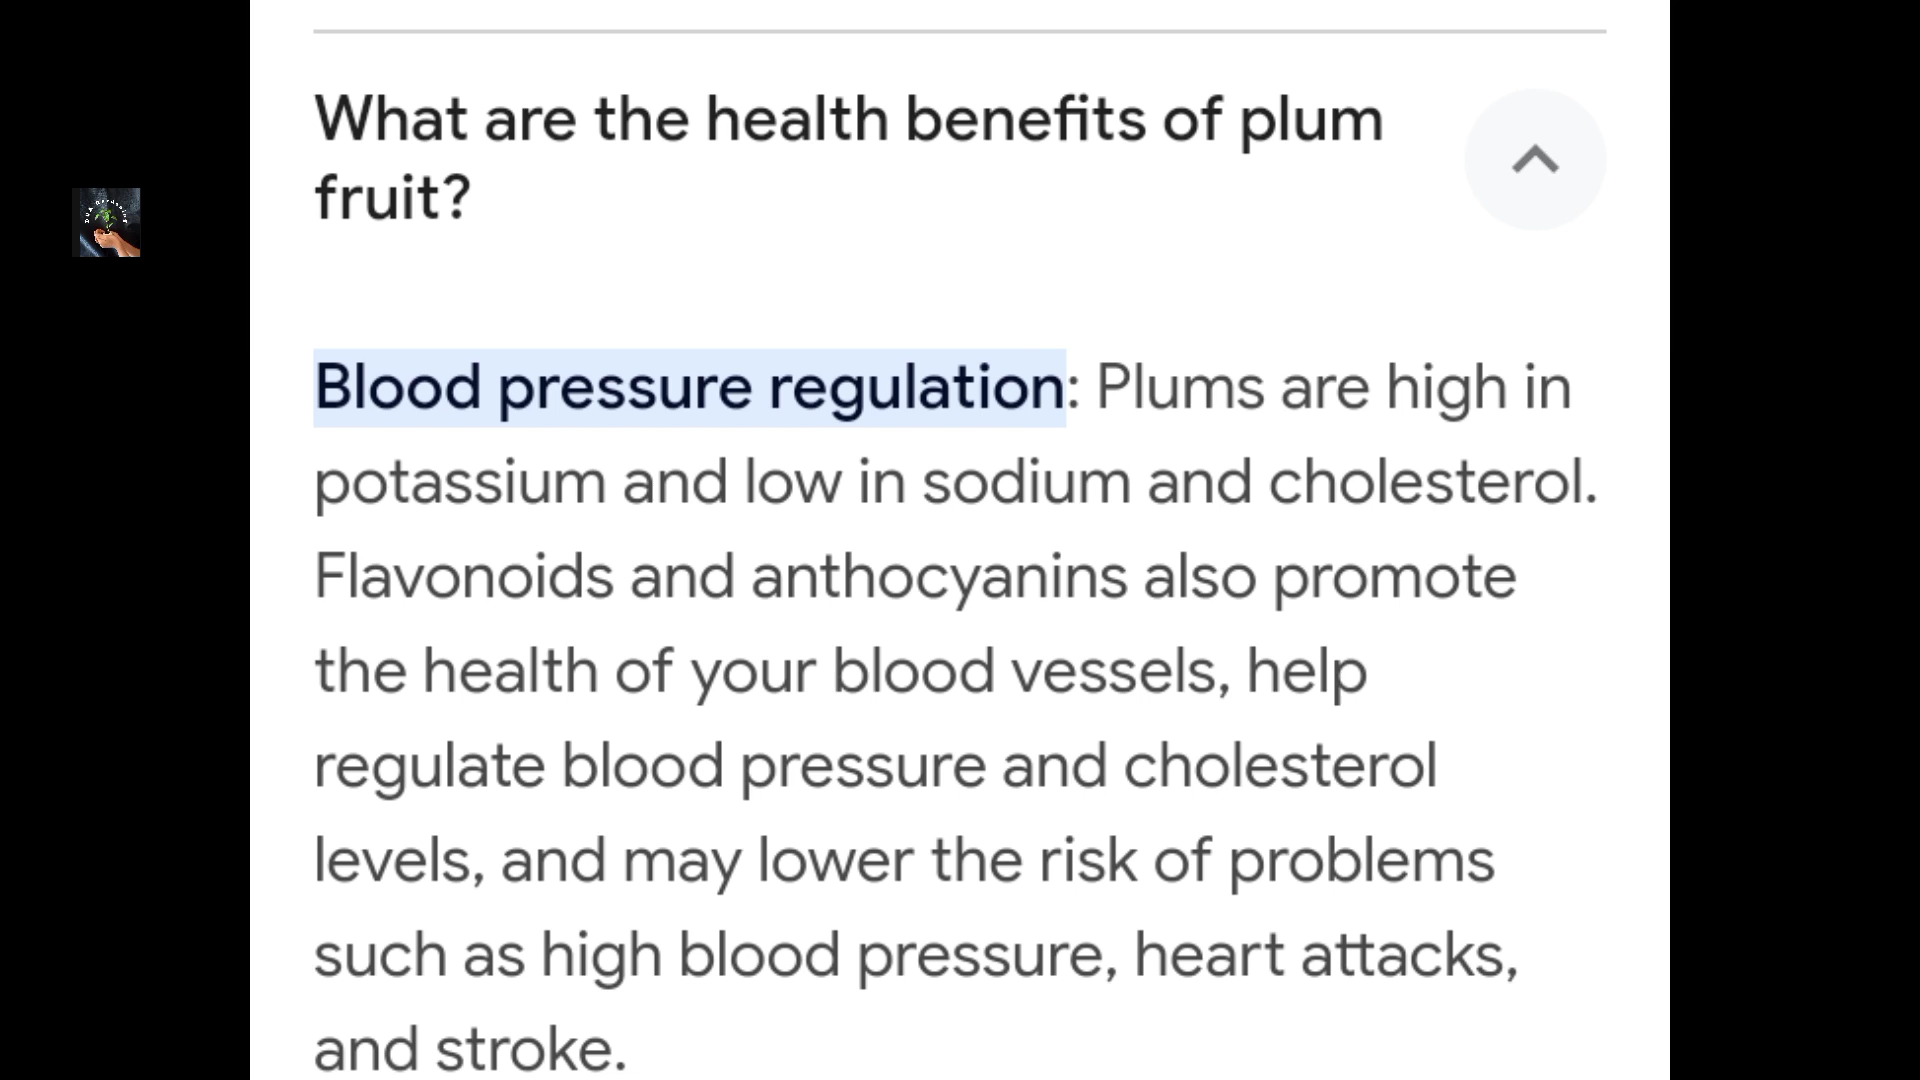 What are the health benefits of plum
fruit?
Blood pressure regulation: Plums are high in
potassium and low in sodium and cholesterol.
Flavonoids and anthocyanins also promote
the health of your blood vessels, help
regulate blood pressure and cholesterol
levels, and may lower the risk of problems
such as high blood pressure, heart attacks,
and stroke.